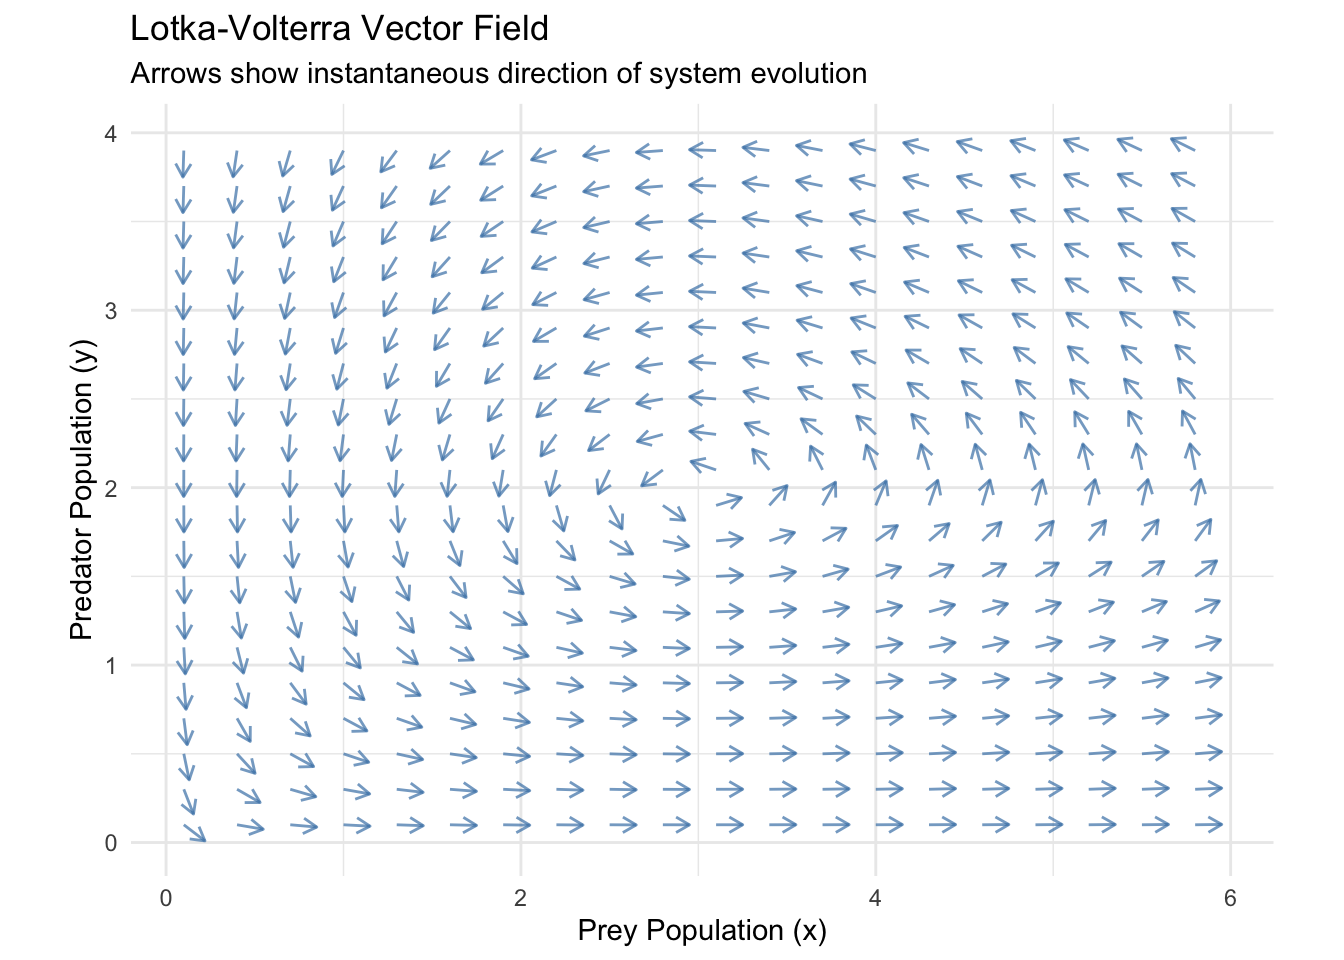 Lotka-Volterra Vector Field
Arrows show instantaneous direction of system evolution
4
3
2
1
0
Predator Population (y)
0 2 4 6
Prey Population (x)